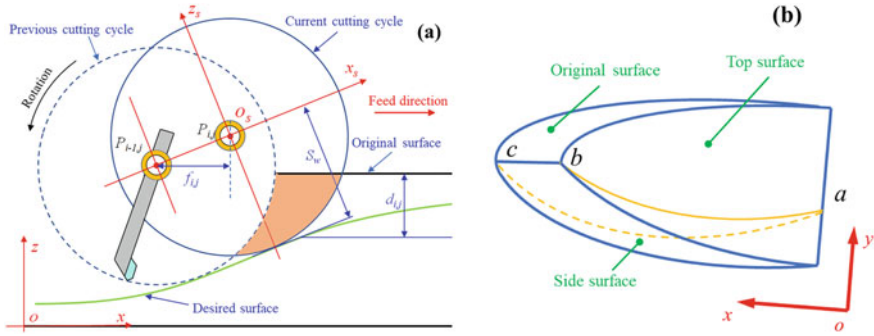 Previous cutting cycle
z_s
Current cutting cycle
(a)
x_s
Rotation
Feed direction
o_s
P_{i,j}
P_{i-1,j}
Original surface
S_w
f_{i,j}
d_{i,j}
z
o
x
Desired surface
(b)
Original surface
Top surface
c
b
a
Side surface
y
x
o